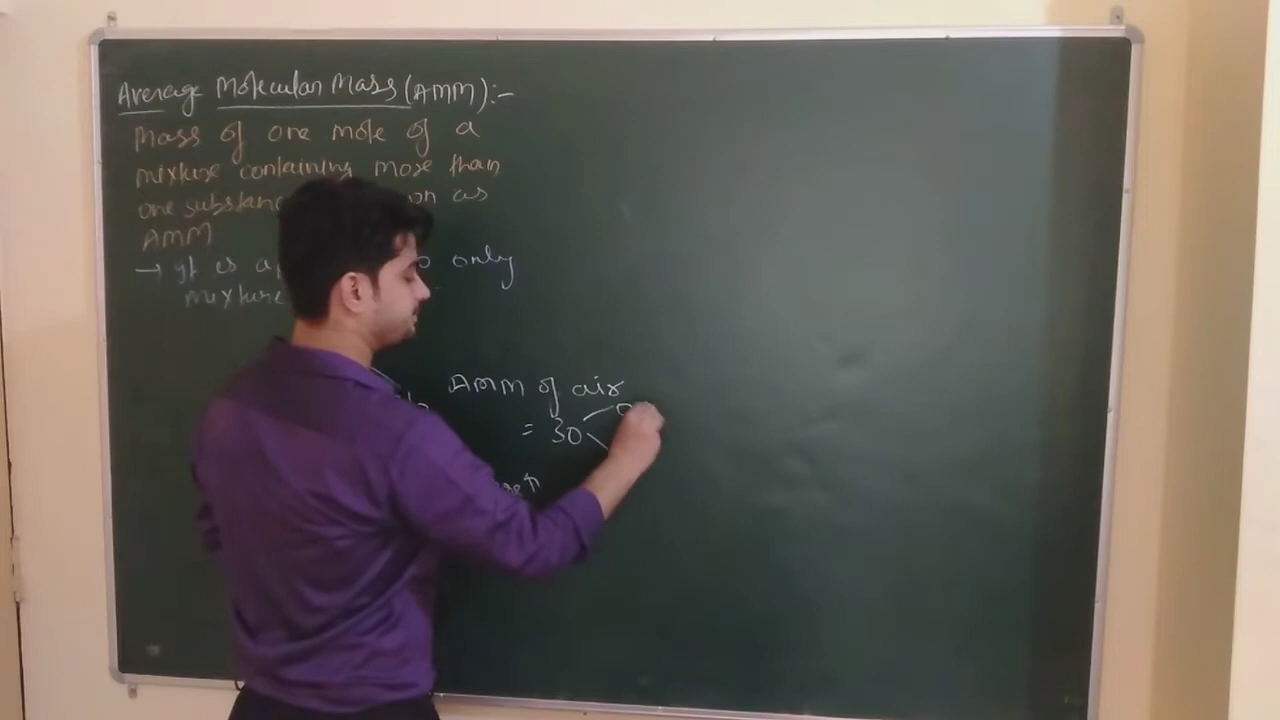 Average Molecular Mass (AMM):-
Mass of one mole of a
mixture containing more than
one as
AMM
→ It is only
mixture
AMM of air
= 30